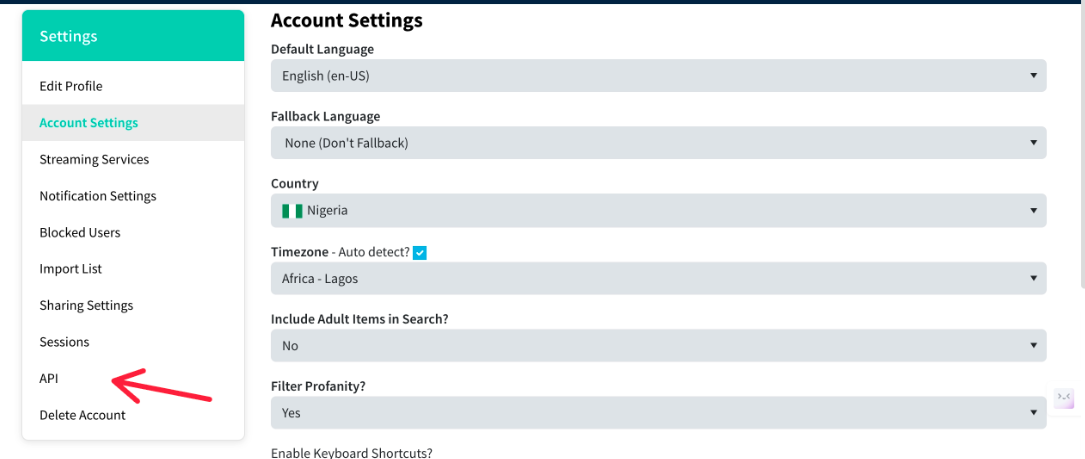 Settings
Edit Profile
Account Settings
Streaming Services
Notification Settings
Blocked Users
Import List
Sharing Settings
Sessions
API
Delete Account
Account Settings
Default Language
English (en-US)
Fallback Language
None (Don't Fallback)
Country
Nigeria
Timezone - Auto detect?
Africa - Lagos
Include Adult Items in Search?
No
Filter Profanity?
Yes
Enable Keyboard Shortcuts?